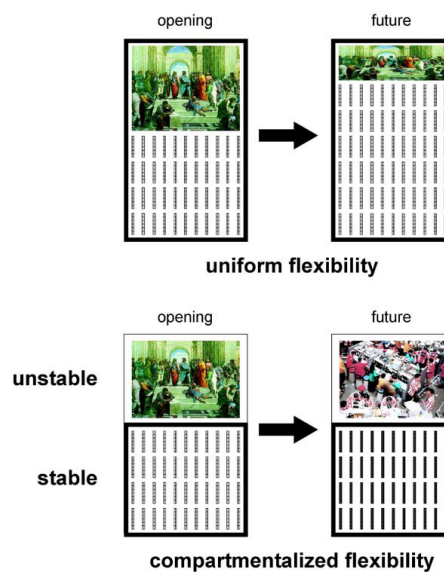 opening future
uniform flexibility
opening future
unstable
stable
compartmentalized flexibility